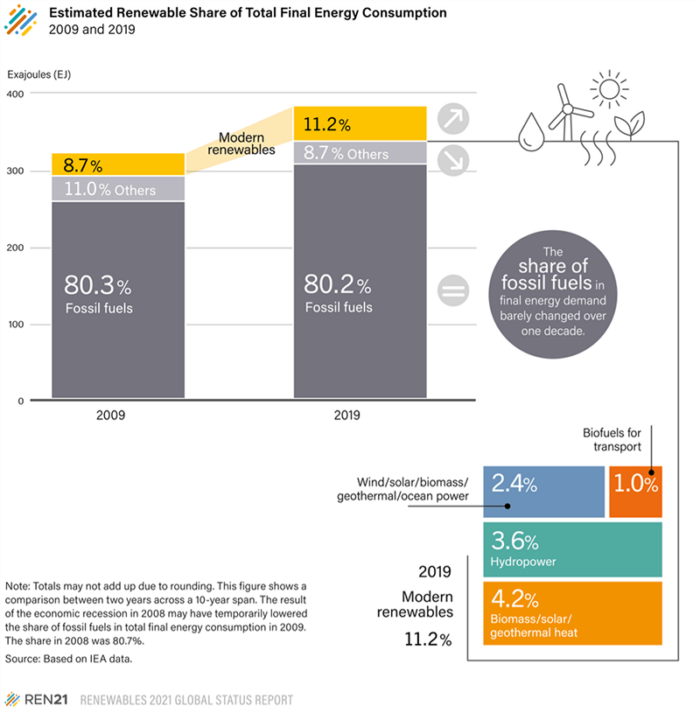 Estimated Renewable Share of Total Final Energy Consumption
2009 and 2019
Exajoules (EJ)
400
300
200
100
0
8.7%
11.0% Others
80.3%
Fossil fuels
2009
Modern
renewables
11.2%
8.7% Others
80.2%
Fossil fuels
2019
The
share of
fossil fuels in
final energy demand
barely changed over
one decade.
Biofuels for
transport
Wind/solar/biomass/
geothermal/ocean power
2.4%
1.0%
3.6%
Hydropower
4.2%
Biomass/solar/
geothermal heat
2019
Modern
renewables
11.2%
Note: Totals may not add up due to rounding. This figure shows a
comparison between two years across a 10-year span. The result
of the economic recession in 2008 may have temporarily lowered
the share of fossil fuels in total final energy consumption in 2009.
The share in 2008 was 80.7%.
Source: Based on IEA data.
REN21 RENEWABLES 2021 GLOBAL STATUS REPORT